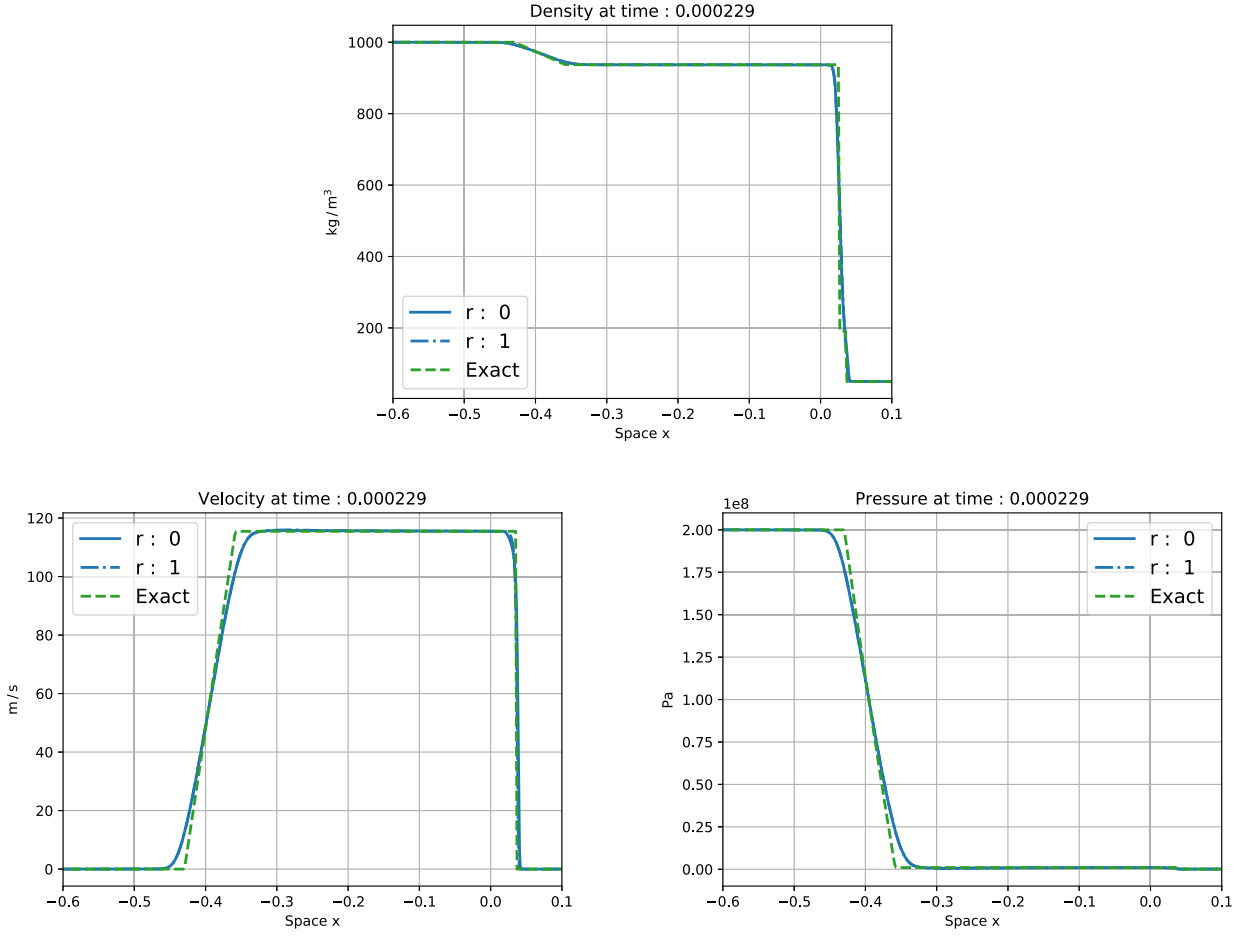 Density at time : 0.000229
1000
800
600
400
200
kg / m³
r : 0
r : 1
Exact
−0.6 −0.5 −0.4 −0.3 −0.2 −0.1 0.0 0.1
Space x
Velocity at time : 0.000229
120
100
80
60
40
20
0
m / s
r : 0
r : 1
Exact
−0.6 −0.5 −0.4 −0.3 −0.2 −0.1 0.0 0.1
Space x
1e8
Pressure at time : 0.000229
2.00
1.75
1.50
1.25
1.00
0.75
0.50
0.25
0.00
Pa
r : 0
r : 1
Exact
−0.6 −0.5 −0.4 −0.3 −0.2 −0.1 0.0 0.1
Space x